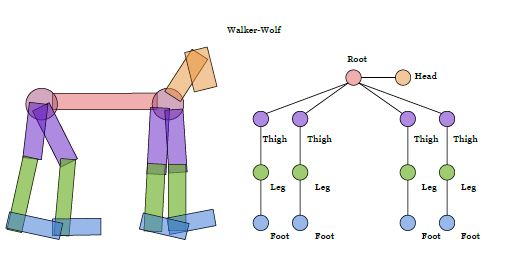 Walker-Wolf
Root
Head
Thigh Thigh Thigh Thigh
Leg Leg Leg Leg
Foot Foot Foot Foot